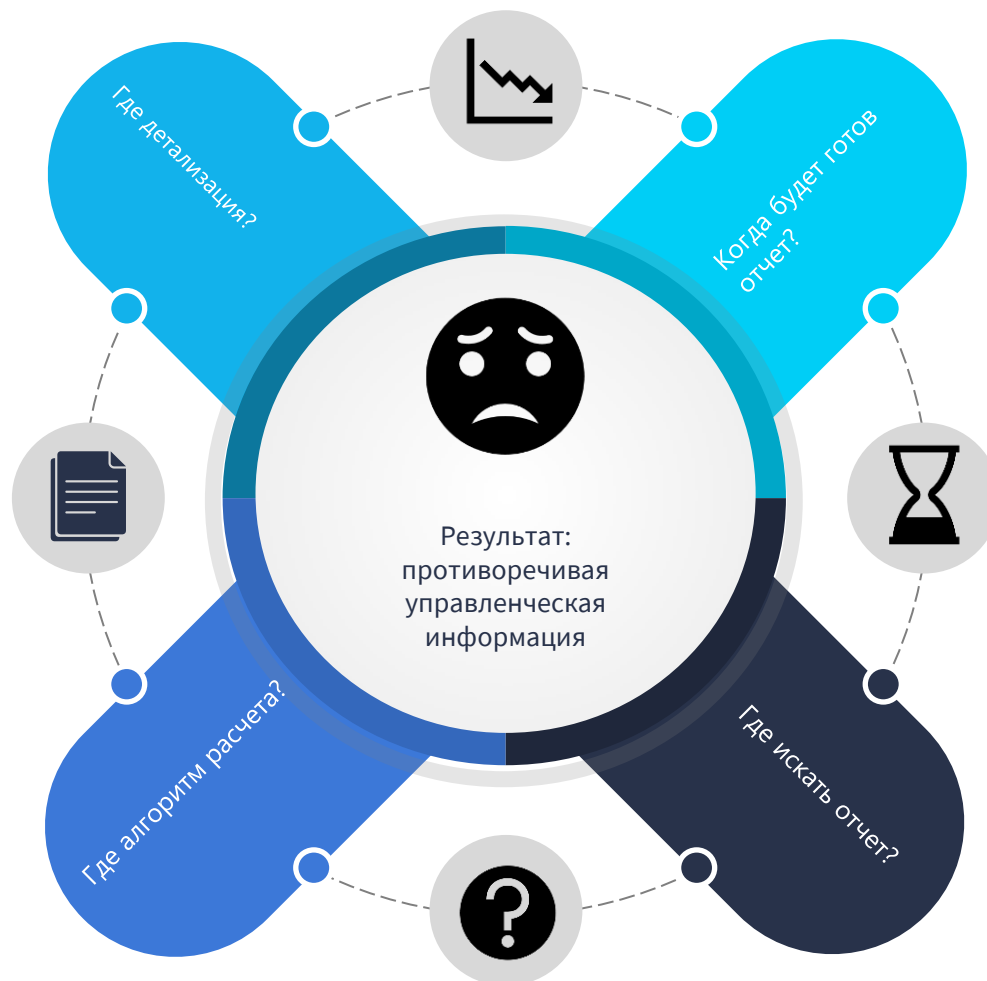 Где детализация?
Когда будет готов
отчет?
Результат:
противоречивая
управленческая
информация
Где алгоритм расчета?
Где искать отчет?